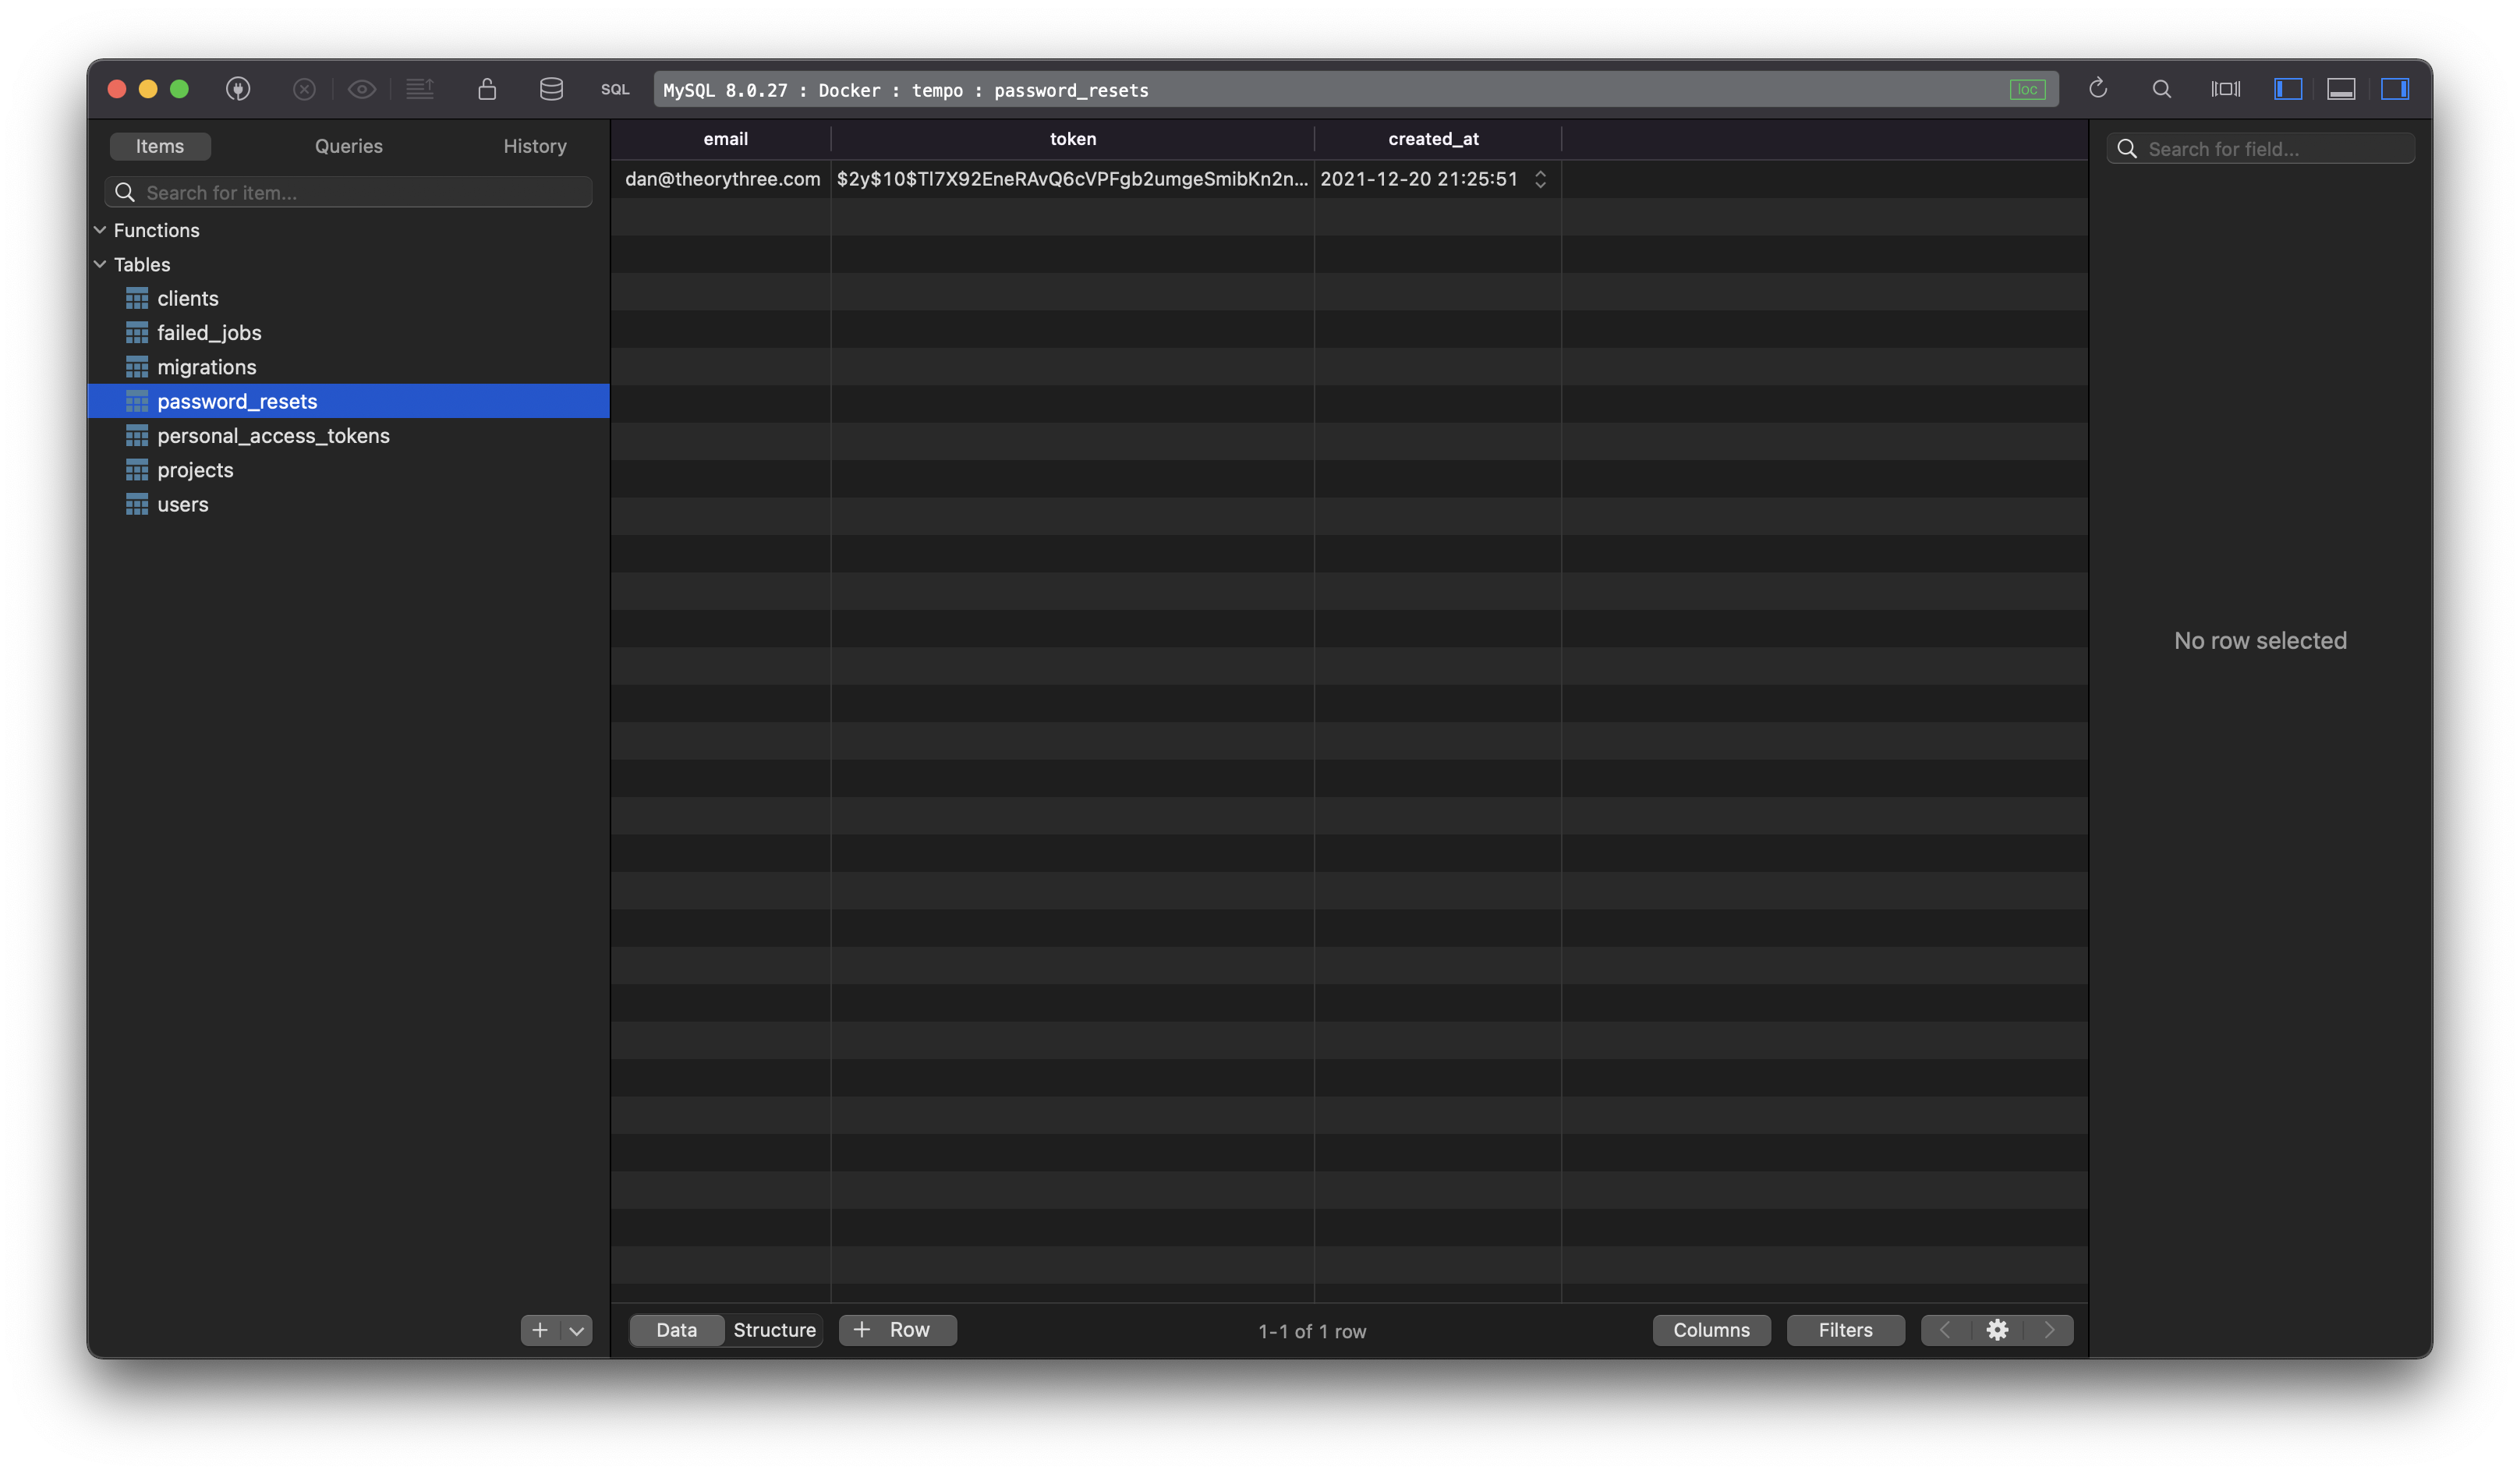 SQL
MySQL 8.0.27 : Docker : tempo : password_resets
loc
Items Queries History
Search for item...
Functions
Tables
clients
failed_jobs
migrations
password_resets
personal_access_tokens
projects
users
email token created_at
dan@theorythree.com $2y$10$Tl7X92EneRAvQ6cVPFgb2umgeSmibKn2n... 2021-12-20 21:25:51
Search for field...
No row selected
Data Structure + Row 1-1 of 1 row Columns Filters